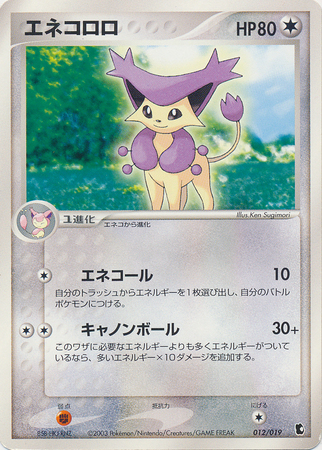 エネコロロ HP80
Illus.Ken Sugimori
1進化
エネコから進化
エネコール 10
自分のトラッシュからエネルギーを1枚選び出し、自分のバトル
ポケモンにつける。
キャノンボール 30+
このワザに必要なエネルギーよりも多くエネルギーがついて
いるなら、多いエネルギー×10ダメージを追加する。
弱点 抵抗力 にげる
©2003 Pokémon/Nintendo/Creatures/GAME FREAK 012/019